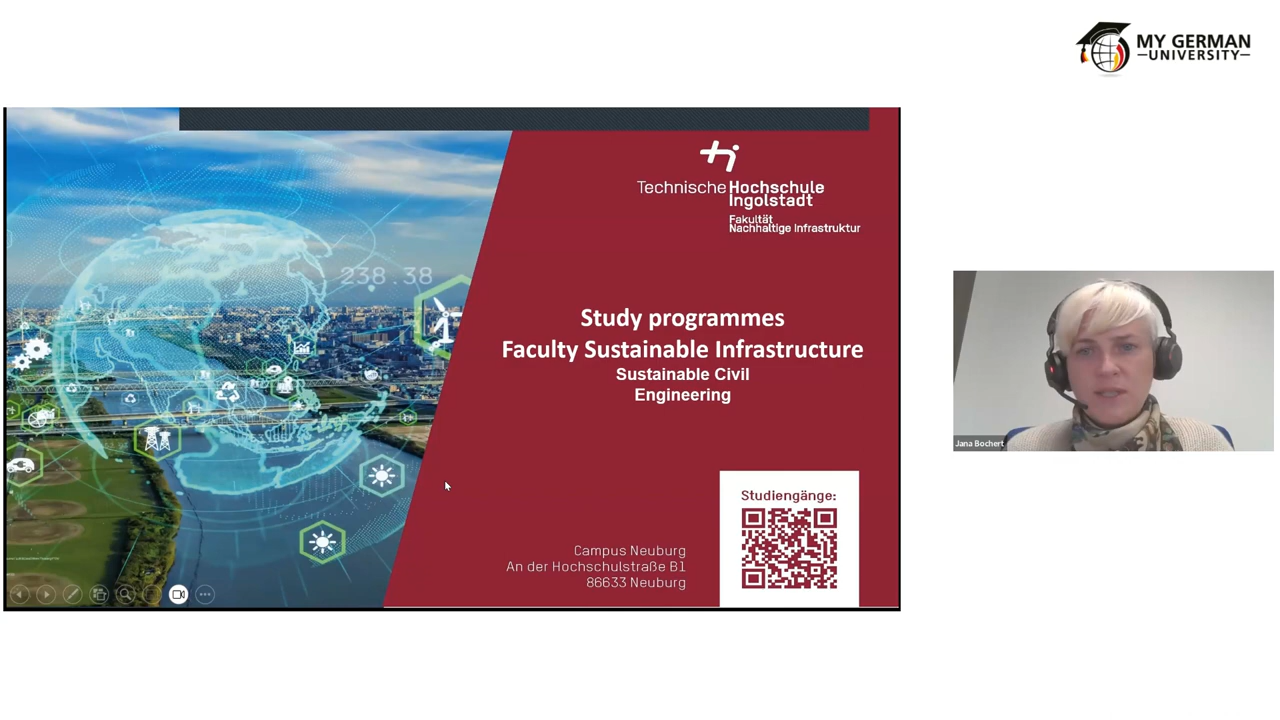 MY GERMAN
UNIVERSITY
Technische Hochschule
Ingolstadt
Fakultät
Nachhaltige Infrastruktur
238.38
Study programmes
Faculty Sustainable Infrastructure
Sustainable Civil
Engineering
Studiengänge:
Campus Neuburg
An der Hochschulstraße B1
86633 Neuburg
Jana Bochert